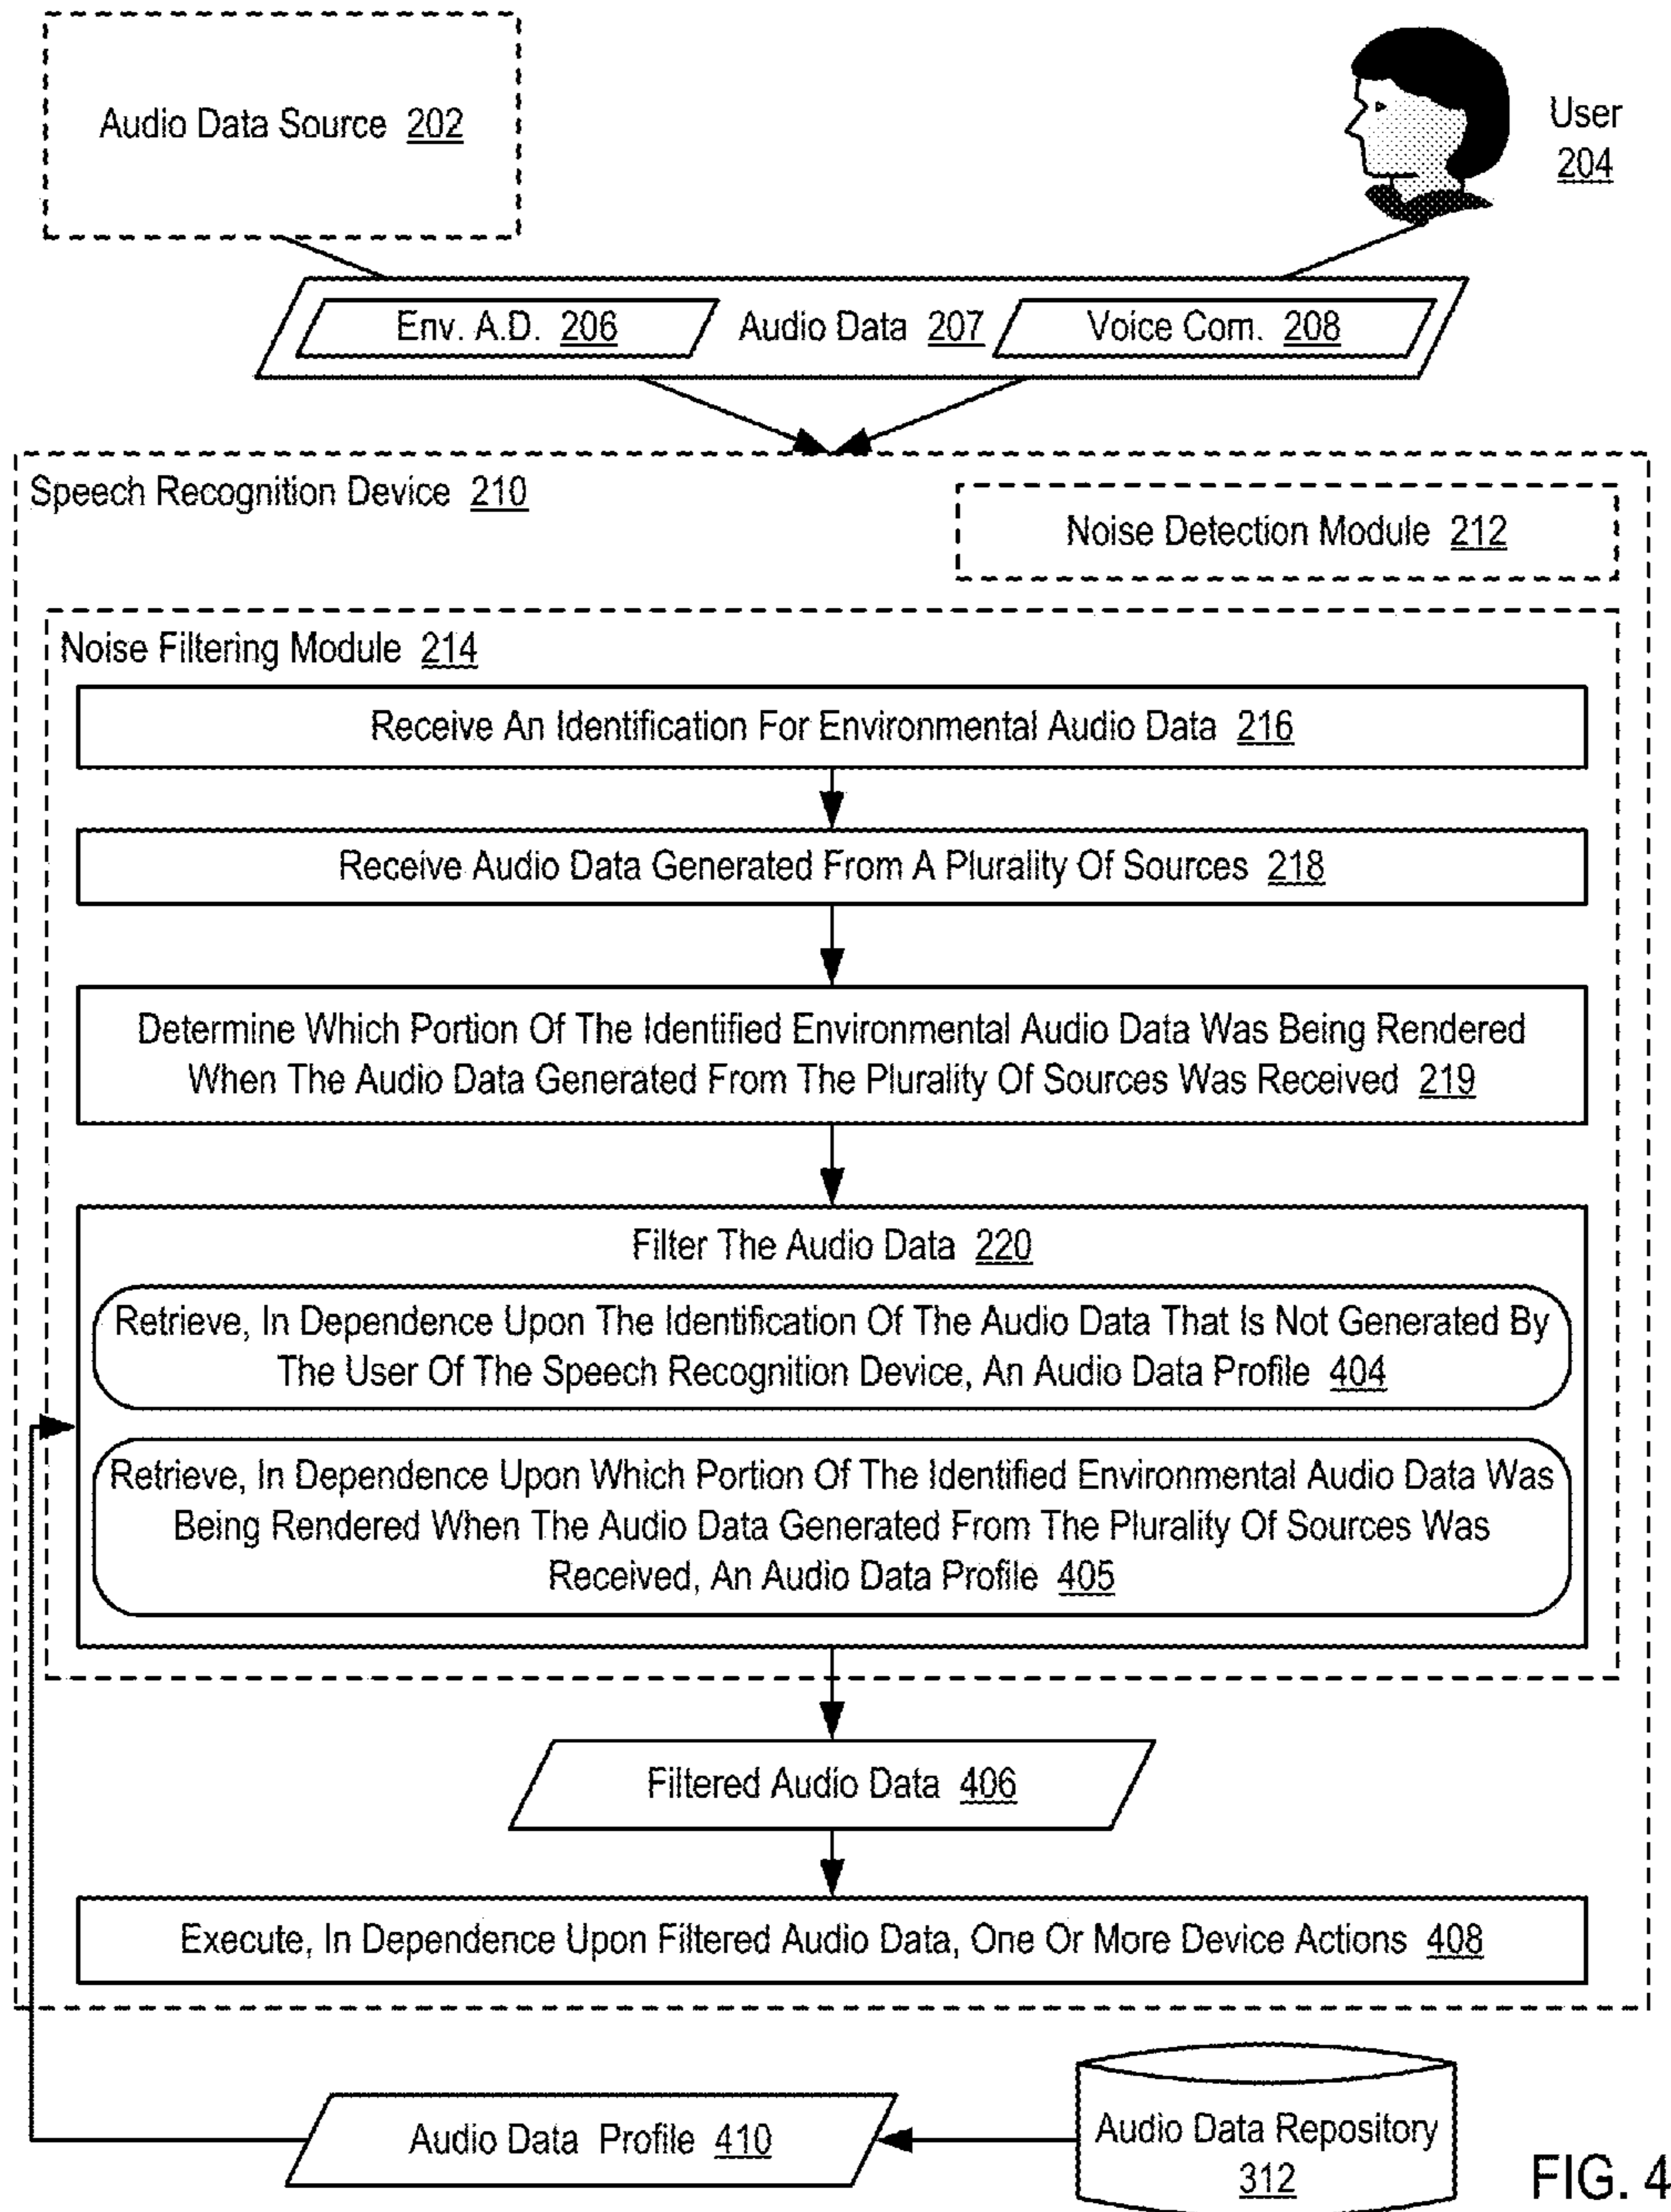 Audio Data Source 202
User
204
Env. A.D. 206
Audio Data 207
Voice Com. 208
Speech Recognition Device 210
Noise Detection Module 212
Noise Filtering Module 214
Receive An Identification For Environmental Audio Data 216
Receive Audio Data Generated From A Plurality Of Sources 218
Determine Which Portion Of The Identified Environmental Audio Data Was Being Rendered
When The Audio Data Generated From The Plurality Of Sources Was Received 219
Filter The Audio Data 220
Retrieve, In Dependence Upon The Identification Of The Audio Data That Is Not Generated By
The User Of The Speech Recognition Device, An Audio Data Profile 404
Retrieve, In Dependence Upon Which Portion Of The Identified Environmental Audio Data Was
Being Rendered When The Audio Data Generated From The Plurality Of Sources Was
Received, An Audio Data Profile 405
Filtered Audio Data 406
Execute, In Dependence Upon Filtered Audio Data, One Or More Device Actions 408
Audio Data Profile 410
Audio Data Repository
312
FIG. 4